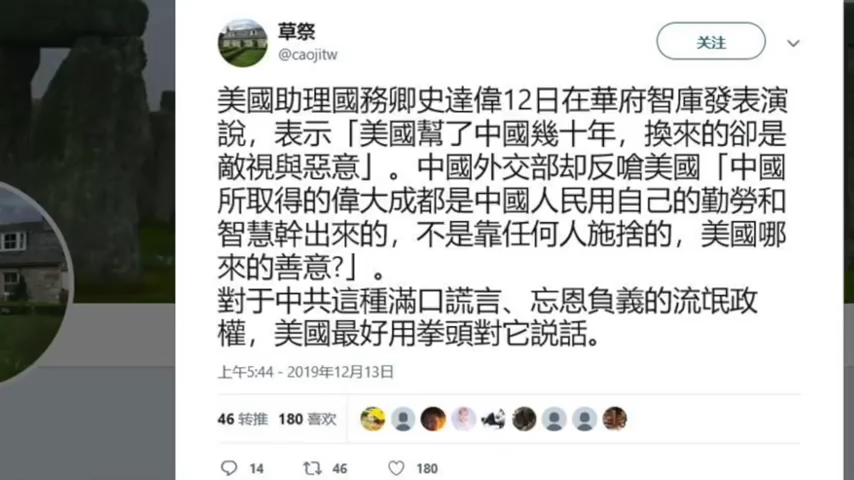 草祭
@caojitw
关注
美國助理國務卿史達偉12日在華府智庫發表演
說，表示「美國幫了中國幾十年，換來的卻是
敵視與惡意」。中國外交部却反嗆美國「中國
所取得的偉大成都是中國人民用自己的勤勞和
智慧幹出來的，不是靠任何人施捨的，美國哪
來的善意?」。
對于中共這種滿口謊言、忘恩負義的流氓政
權，美國最好用拳頭對它説話。
上午5:44 - 2019年12月13日
46 转推 180 喜欢
14 46 180